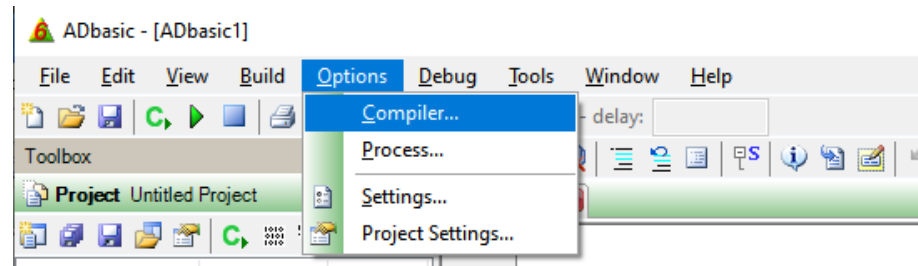 ADbasic - [ADbasic1]
File Edit View Build Options Debug Tools Window Help
Compiler... - delay:
Toolbox Process...
Project Untitled Project Settings...
Project Settings...